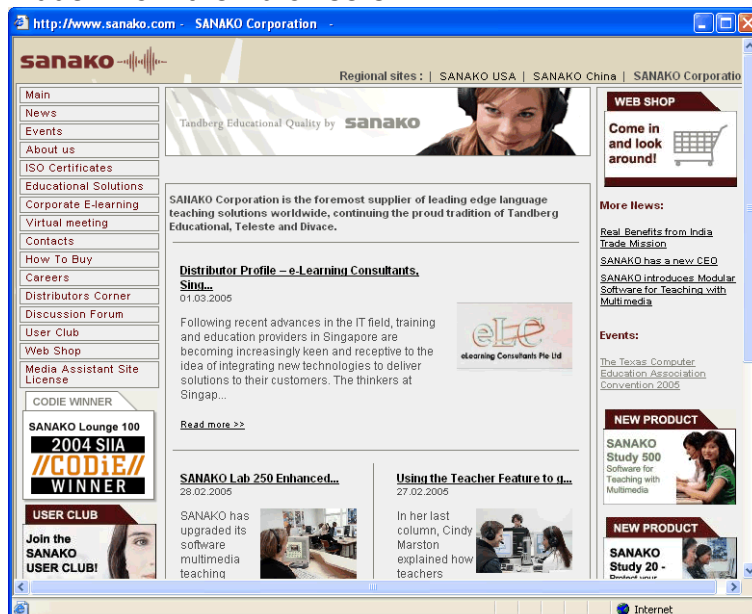 http://www.sanako.com - SANAKO Corporation -
sanako
Regional sites : | SANAKO USA | SANAKO China | SANAKO Corporatio
Main
News
Events
About us
ISO Certificates
Educational Solutions
Corporate E-learning
Virtual meeting
Contacts
How To Buy
Careers
Distributors Corner
Discussion Forum
User Club
Web Shop
Media Assistant Site
License
CODIE WINNER
SANAKO Lounge 100
2004 SIIA
//CODiE//
WINNER
USER CLUB
Join the
SANAKO
USER CLUB!
Tandberg Educational Quality by sanako
SANAKO Corporation is the foremost supplier of leading edge language
teaching solutions worldwide, continuing the proud tradition of Tandberg
Educational, Teleste and Divace.
Distributor Profile – e-Learning Consultants,
Sing...
01.03.2005
Following recent advances in the IT field, training
and education providers in Singapore are
becoming increasingly keen and receptive to the
idea of integrating new technologies to deliver
solutions to their customers. The thinkers at
Singap...
eLC
eLearning Consultants Pte Ltd
Read more >>
SANAKO Lab 250 Enhanced...
28.02.2005
SANAKO has
upgraded its
software
multimedia
teaching
Using the Teacher Feature to g...
27.02.2005
In her last
column, Cindy
Marston
explained how
teachers
WEB SHOP
Come in
and look
around!
More News:
Real Benefits from India
Trade Mission
SANAKO has a new CEO
SANAKO introduces Modular
Software for Teaching with
Multimedia
Events:
The Texas Computer
Education Association
Convention 2005
NEW PRODUCT
SANAKO
Study 500
Software for
Teaching with
Multimedia
NEW PRODUCT
SANAKO
Study 20 -
Protect your
Internet